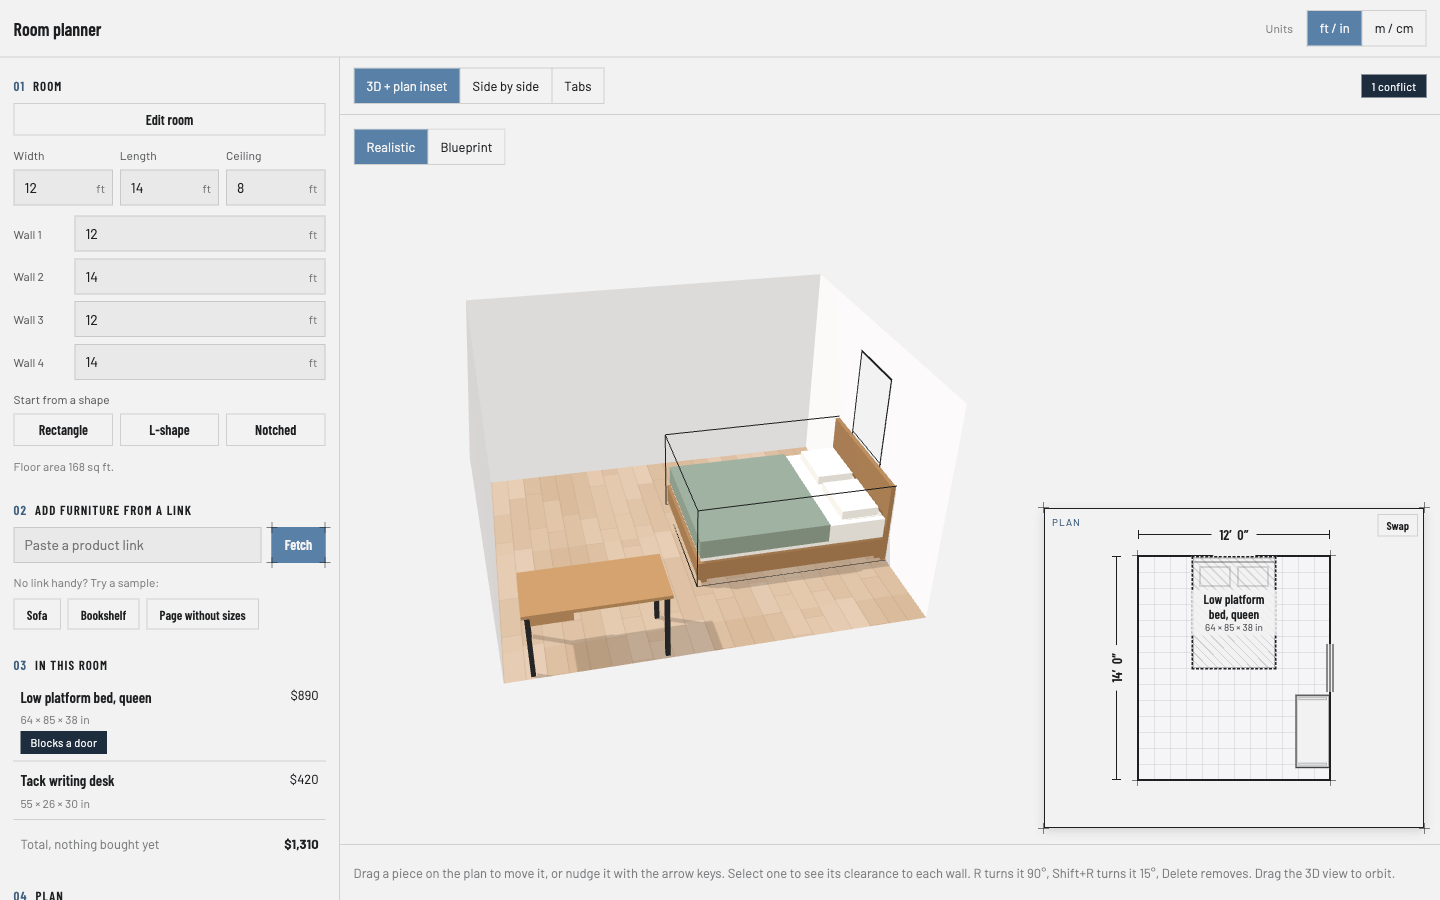 Room planner
Units
ft / in
m / cm
01 ROOM
Edit room
Width
Length
Ceiling
12 ft
14 ft
8 ft
Wall 1
12 ft
Wall 2
14 ft
Wall 3
12 ft
Wall 4
14 ft
Start from a shape
Rectangle
L-shape
Notched
Floor area 168 sq ft.
02 ADD FURNITURE FROM A LINK
Paste a product link
Fetch
No link handy? Try a sample:
Sofa
Bookshelf
Page without sizes
03 IN THIS ROOM
Low platform bed, queen
$890
64 × 85 × 38 in
Blocks a door
Tack writing desk
$420
55 × 26 × 30 in
Total, nothing bought yet
$1,310
04 PLAN
3D + plan inset
Side by side
Tabs
1 conflict
Realistic
Blueprint
PLAN
Swap
12′ 0″
14′ 0″
Low platform
bed, queen
64 × 85 × 38 in
Drag a piece on the plan to move it, or nudge it with the arrow keys. Select one to see its clearance to each wall. R turns it 90°, Shift+R turns it 15°, Delete removes. Drag the 3D view to orbit.